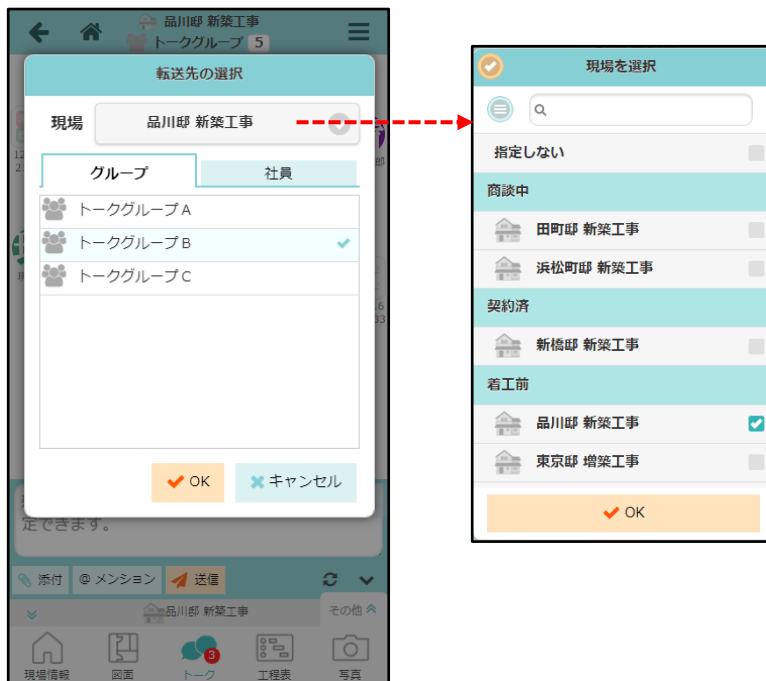 品川邸 新築工事
トークグループ 5
転送先の選択
現場 品川邸 新築工事
グループ 社員
トークグループA
トークグループB
トークグループC
OK キャンセル
定できます。
添付 @ メンション 送信
品川邸 新築工事 その他
現場情報 図面 トーク 3 工程表 写真
現場を選択
指定しない
商談中
田町邸 新築工事
浜松町邸 新築工事
契約済
新橋邸 新築工事
着工前
品川邸 新築工事
東京邸 増築工事
OK